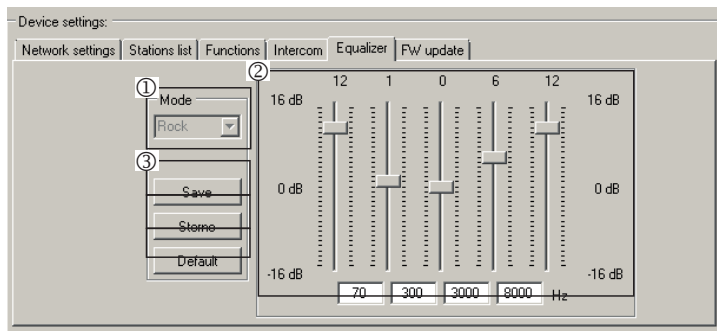 Device settings:
Network settings Stations list Functions Intercom Equalizer FW update
① ②
Mode
Rock
③
Save
Storno
Default
12 1 0 6 12
16 dB 16 dB
0 dB 0 dB
-16 dB -16 dB
70 300 3000 8000 Hz